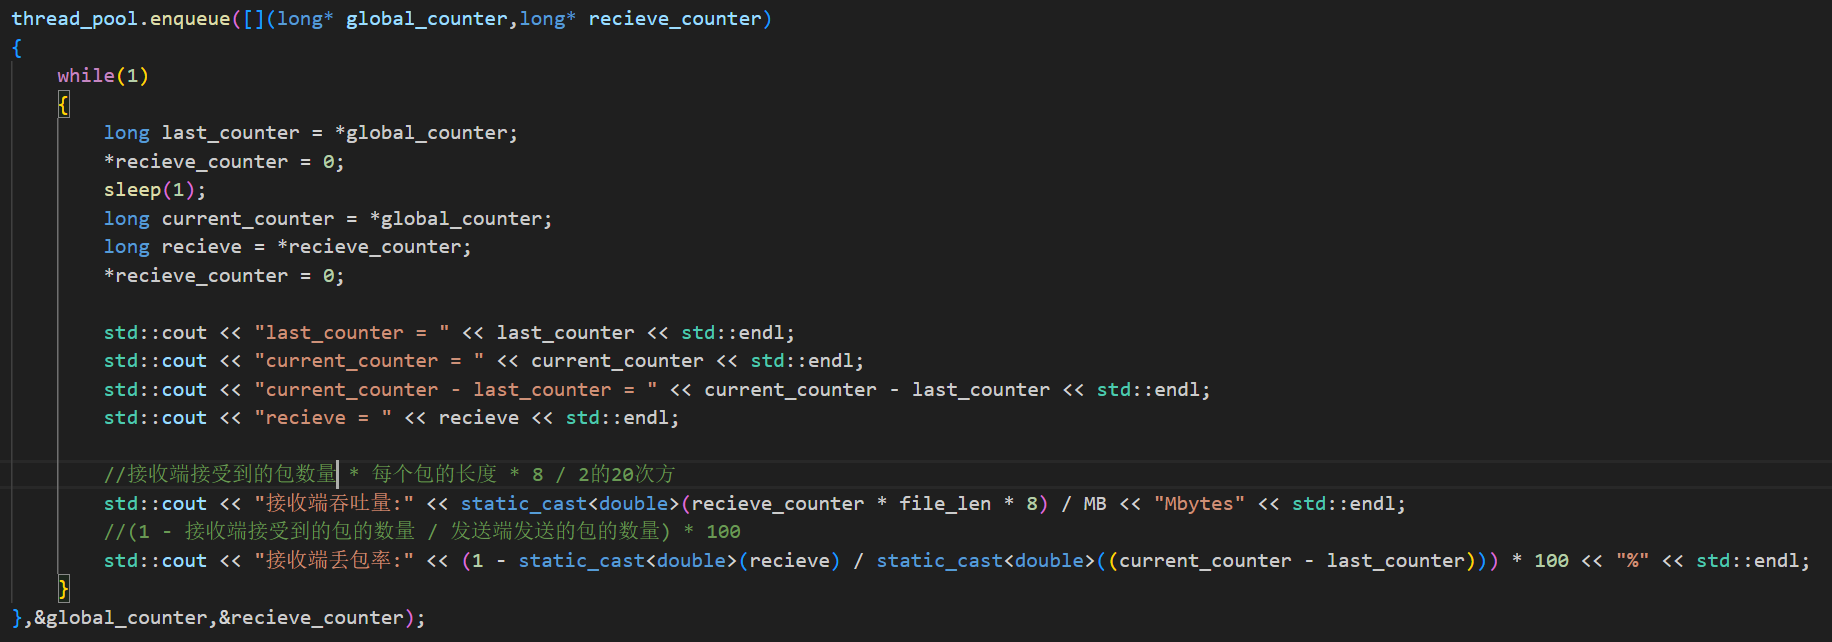 thread_pool.enqueue([](long* global_counter,long* recieve_counter)
{
    while(1)
    {
        long last_counter = *global_counter;
        *recieve_counter = 0;
        sleep(1);
        long current_counter = *global_counter;
        long recieve = *recieve_counter;
        *recieve_counter = 0;

        std::cout << "last_counter = " << last_counter << std::endl;
        std::cout << "current_counter = " << current_counter << std::endl;
        std::cout << "current_counter - last_counter = " << current_counter - last_counter << std::endl;
        std::cout << "recieve = " << recieve << std::endl;

        //接收端接受到的包数量 * 每个包的长度 * 8 / 2的20次方
        std::cout << "接收端吞吐量:" << static_cast<double>(recieve_counter * file_len * 8) / MB << "Mbytes" << std::endl;
        //(1 - 接收端接受到的包的数量 / 发送端发送的包的数量) * 100
        std::cout << "接收端丢包率:" << (1 - static_cast<double>(recieve) / static_cast<double>((current_counter - last_counter))) * 100 << "%" << std::endl;
    }
},&global_counter,&recieve_counter);